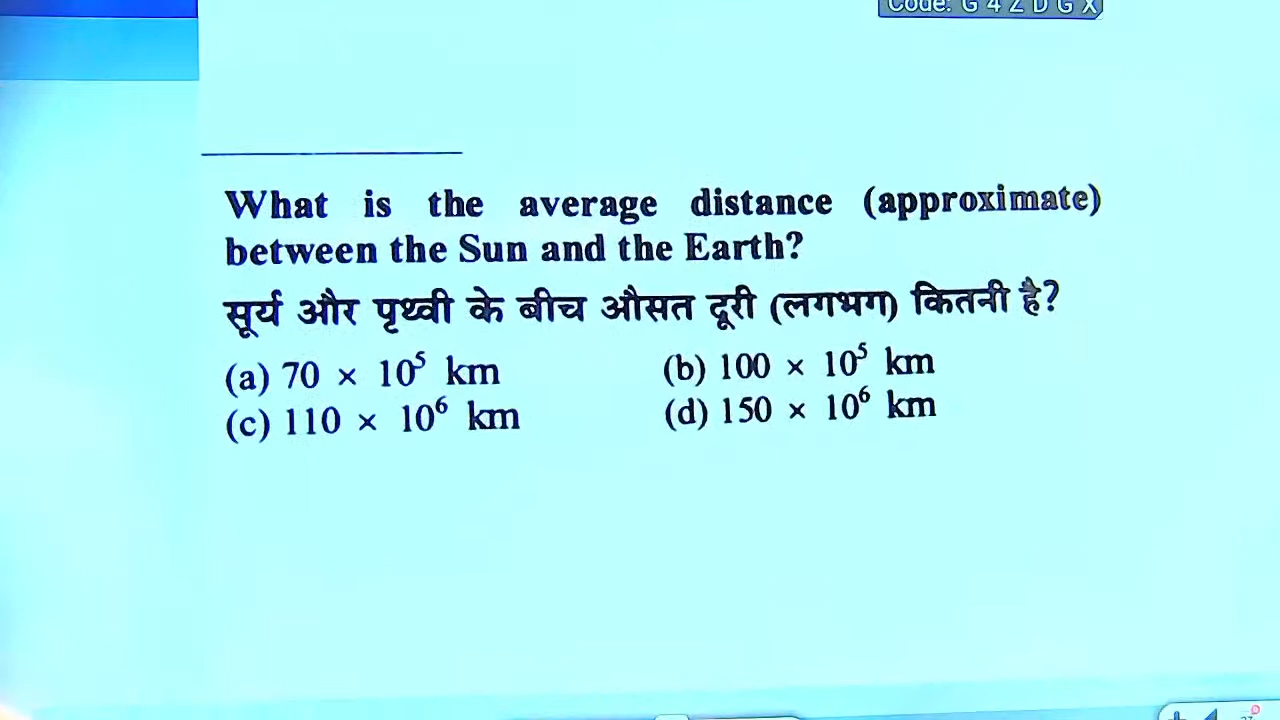 Code: G 4 Z D G X
What is the average distance (approximate)
between the Sun and the Earth?
सूर्य और पृथ्वी के बीच औसत दूरी (लगभग) कितनी है?
(a) 70 × 10⁵ km (b) 100 × 10⁵ km
(c) 110 × 10⁶ km (d) 150 × 10⁶ km